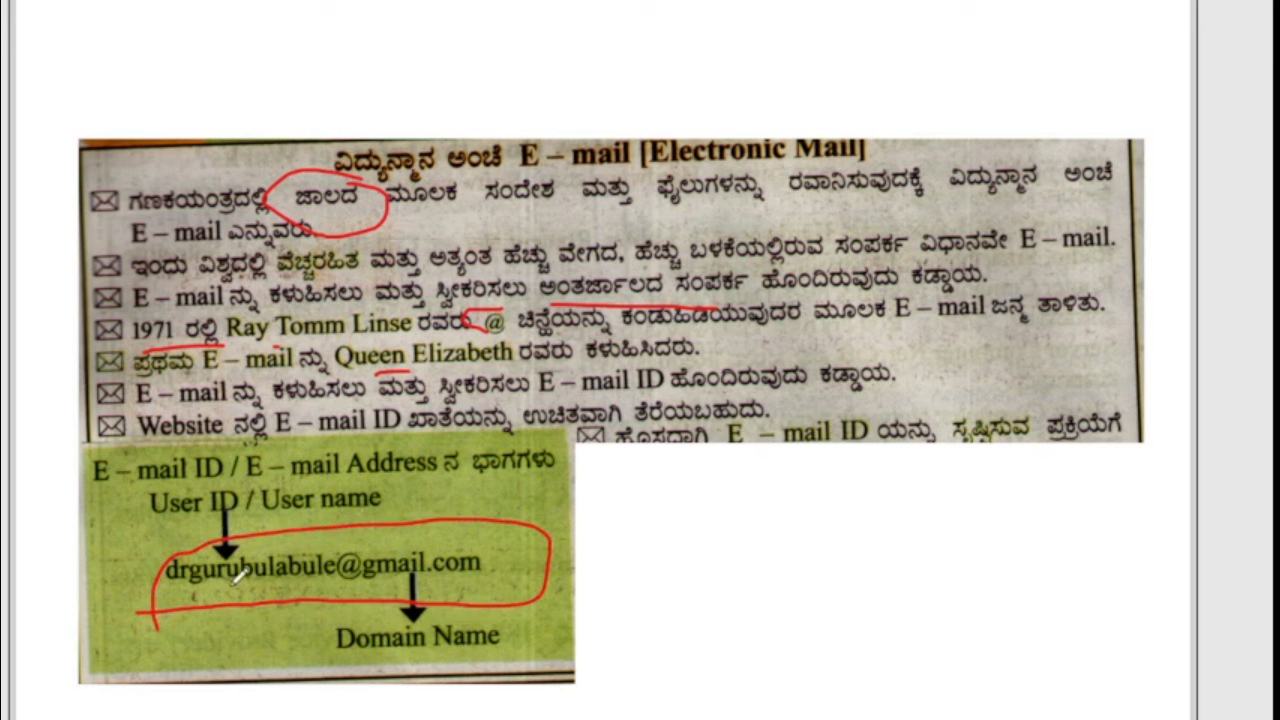 ವಿದ್ಯುನ್ಮಾನ ಅಂಚೆ E – mail [Electronic Mail]
ಗಣಕಯಂತ್ರದಲ್ಲಿ ಜಾಲದ ಮೂಲಕ ಸಂದೇಶ ಮತ್ತು ಫೈಲುಗಳನ್ನು ರವಾನಿಸುವುದಕ್ಕೆ ವಿದ್ಯುನ್ಮಾನ ಅಂಚೆ
E – mail ಎನ್ನುವರು.
ಇಂದು ವಿಶ್ವದಲ್ಲಿ ವೆಚ್ಚರಹಿತ ಮತ್ತು ಅತ್ಯಂತ ಹೆಚ್ಚು ವೇಗದ, ಹೆಚ್ಚು ಬಳಕೆಯಲ್ಲಿರುವ ಸಂಪರ್ಕ ವಿಧಾನವೇ E – mail.
E – mail ನ್ನು ಕಳುಹಿಸಲು ಮತ್ತು ಸ್ವೀಕರಿಸಲು ಅಂತರ್ಜಾಲದ ಸಂಪರ್ಕ ಹೊಂದಿರುವುದು ಕಡ್ಡಾಯ.
1971 ರಲ್ಲಿ Ray Tomm Linse ರವರು @ ಚಿನ್ಹೆಯನ್ನು ಕಂಡುಹಿಡಿಯುವುದರ ಮೂಲಕ E – mail ಜನ್ಮ ತಾಳಿತು.
ಪ್ರಥಮ E – mail ನ್ನು Queen Elizabeth ರವರು ಕಳುಹಿಸಿದರು.
E – mail ನ್ನು ಕಳುಹಿಸಲು ಮತ್ತು ಸ್ವೀಕರಿಸಲು E – mail ID ಹೊಂದಿರುವುದು ಕಡ್ಡಾಯ.
Website ನಲ್ಲಿ E – mail ID ಖಾತೆಯನ್ನು ಉಚಿತವಾಗಿ ತೆರೆಯಬಹುದು.
ಹೊಸದಾಗಿ E – mail ID ಯನ್ನು ಸೃಷ್ಟಿಸುವ ಪ್ರಕ್ರಿಯೆಗೆ
E – mail ID / E – mail Address ನ ಭಾಗಗಳು
User ID / User name
drgurubulabule@gmail.com
Domain Name